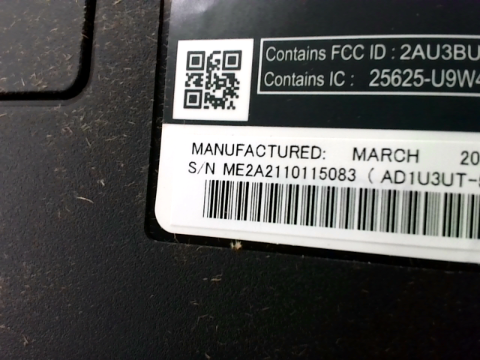 Contains FCC ID : 2AU3BU
Contains IC : 25625-U9W4
MANUFACTURED: MARCH 20
S/N ME2A2110115083 ( AD1U3UT-